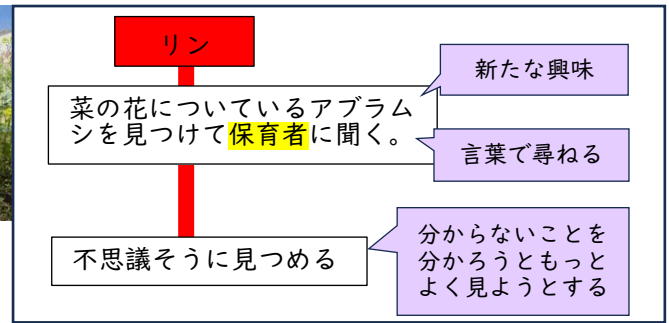 リン
新たな興味
菜の花についているアブラム
シを見つけて保育者に聞く。
言葉で尋ねる
不思議そうに見つめる
分からないことを
分かろうともっと
よく見ようとする